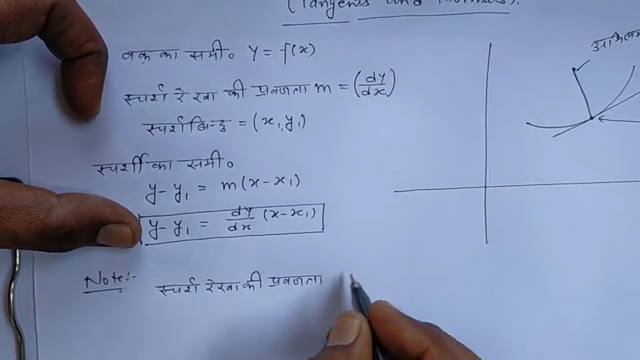 (Tangents and Normals).
वक्र का समी० y = f(x)
स्पर्श रेखा की प्रवणता m = (dy/dx)
स्पर्श बिन्दु = (x₁, y₁)
स्पर्शी का समी०
y - y₁ = m(x - x₁)
y - y₁ = dy/dx (x - x₁)
Note:- स्पर्श रेखा की प्रवणता